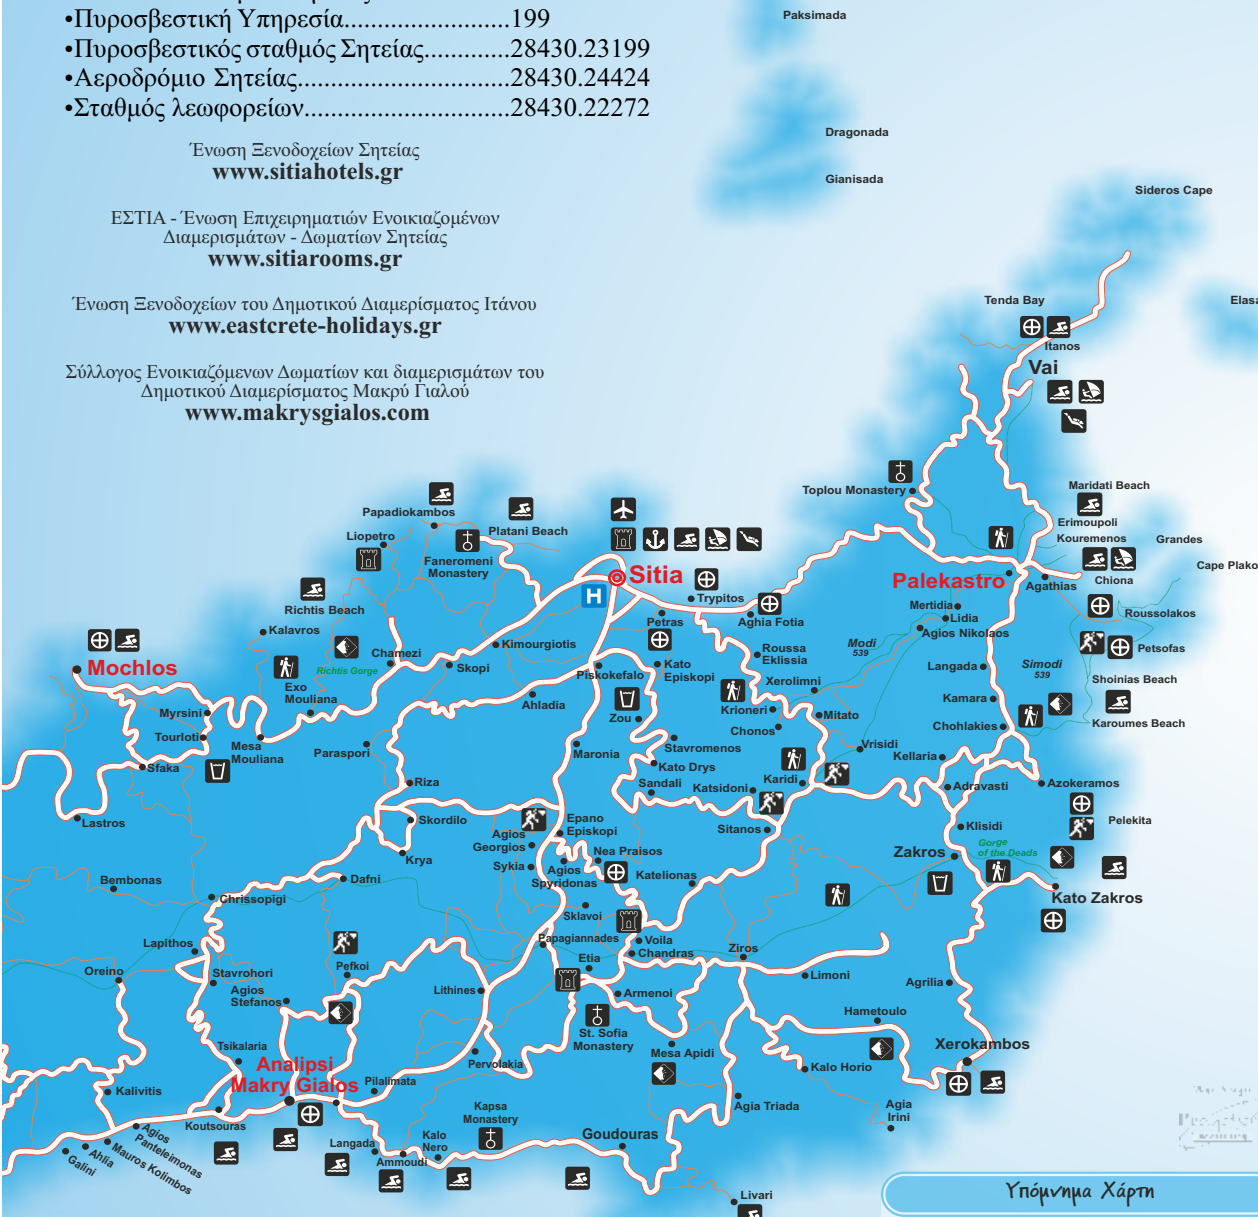 •Πυροσβεστική Υπηρεσία.........................199
•Πυροσβεστικός σταθμός Σητείας.............28430.23199
•Αεροδρόμιο Σητείας................................28430.24424
•Σταθμός λεωφορείων...............................28430.22272
Ένωση Ξενοδοχείων Σητείας
www.sitiahotels.gr
ΕΣΤΙΑ - Ένωση Επιχειρηματιών Ενοικιαζομένων
Διαμερισμάτων - Δωματίων Σητείας
www.sitiarooms.gr
Ένωση Ξενοδοχείων του Δημοτικού Διαμερίσματος Ιτάνου
www.eastcrete-holidays.gr
Σύλλογος Ενοικιαζόμενων Δωματίων και διαμερισμάτων του
Δημοτικού Διαμερίσματος Μακρύ Γιαλού
www.makrysgialos.com
Paksimada
Dragonada
Gianisada
Sideros Cape
Tenda Bay
Elasa
Itanos
Vai
Toplou Monastery
Maridati Beach
Erimoupoli
Kouremenos
Grandes
Cape Plako
Chiona
Agathias
Roussolakos
Petsofas
Palekastro
Mertidia
Lidia
Agios Nikolaos
Modi
539
Simodi
539
Langada
Shoinias Beach
Kamara
Karoumes Beach
Chohlakies
Papadiokambos
Platani Beach
Liopetro
Faneromeni
Monastery
Sitia
H
Trypitos
Petras
Aghia Fotia
Richtis Beach
Kalavros
Chamezi
Richtis Gorge
Kimourgiotis
Skopi
Exo
Mouliana
Mochlos
Myrsini
Tourloti
Mesa
Mouliana
Sfaka
Lastros
Paraspori
Ahladia
Piskokefalo
Kato
Episkopi
Roussa
Eklissia
Xerolimni
Zou
Krioneri
Mitato
Chonos
Maronia
Stavromenos
Vrisidi
Kellaria
Kato Drys
Sandali
Katsidoni
Karidi
Adravasti
Azokeramos
Riza
Skordilo
Krya
Agios
Georgios
Epano
Episkopi
Sitanos
Klisidi
Pelekita
Nea Praisos
Sykia
Agios
Spyridonas
Katelionas
Zakros
Gorge
of the Deads
Kato Zakros
Bembonas
Dafni
Chrissopigi
Sklavoi
Lapithos
Papagiannades
Voila
Chandras
Ziros
Oreino
Stavrohori
Pefkoi
Etia
Limoni
Agios
Stefanos
Lithines
Armenoi
Agrilia
Hametoulo
St. Sofia
Monastery
Xerokambos
Tsikalaria
Mesa Apidi
Analipsi
Makry Gialos
Pervolakia
Pilalimata
Kalo Horio
Kalivitis
Kapsa
Monastery
Agia Triada
Agia
Irini
Koutsouras
Agios
Panteleimonas
Mauros Kolimbos
Ahlia
Galini
Langada
Ammoudi
Kalo
Nero
Goudouras
Livari
Υπόμνημα Χάρτη